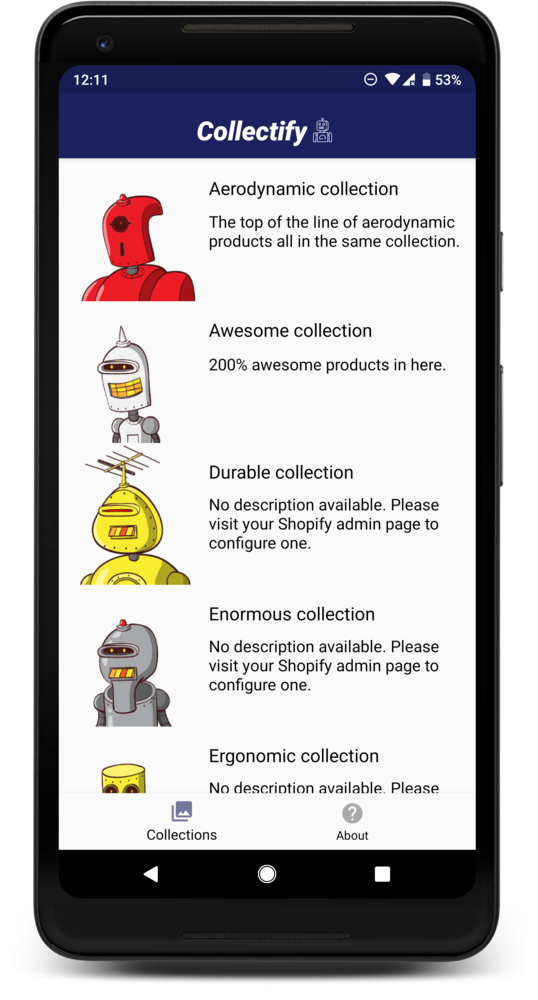 12:11 53%
Collectify
Aerodynamic collection
The top of the line of aerodynamic
products all in the same collection.
Awesome collection
200% awesome products in here.
Durable collection
No description available. Please
visit your Shopify admin page to
configure one.
Enormous collection
No description available. Please
visit your Shopify admin page to
configure one.
Ergonomic collection
No description available. Please
Collections About